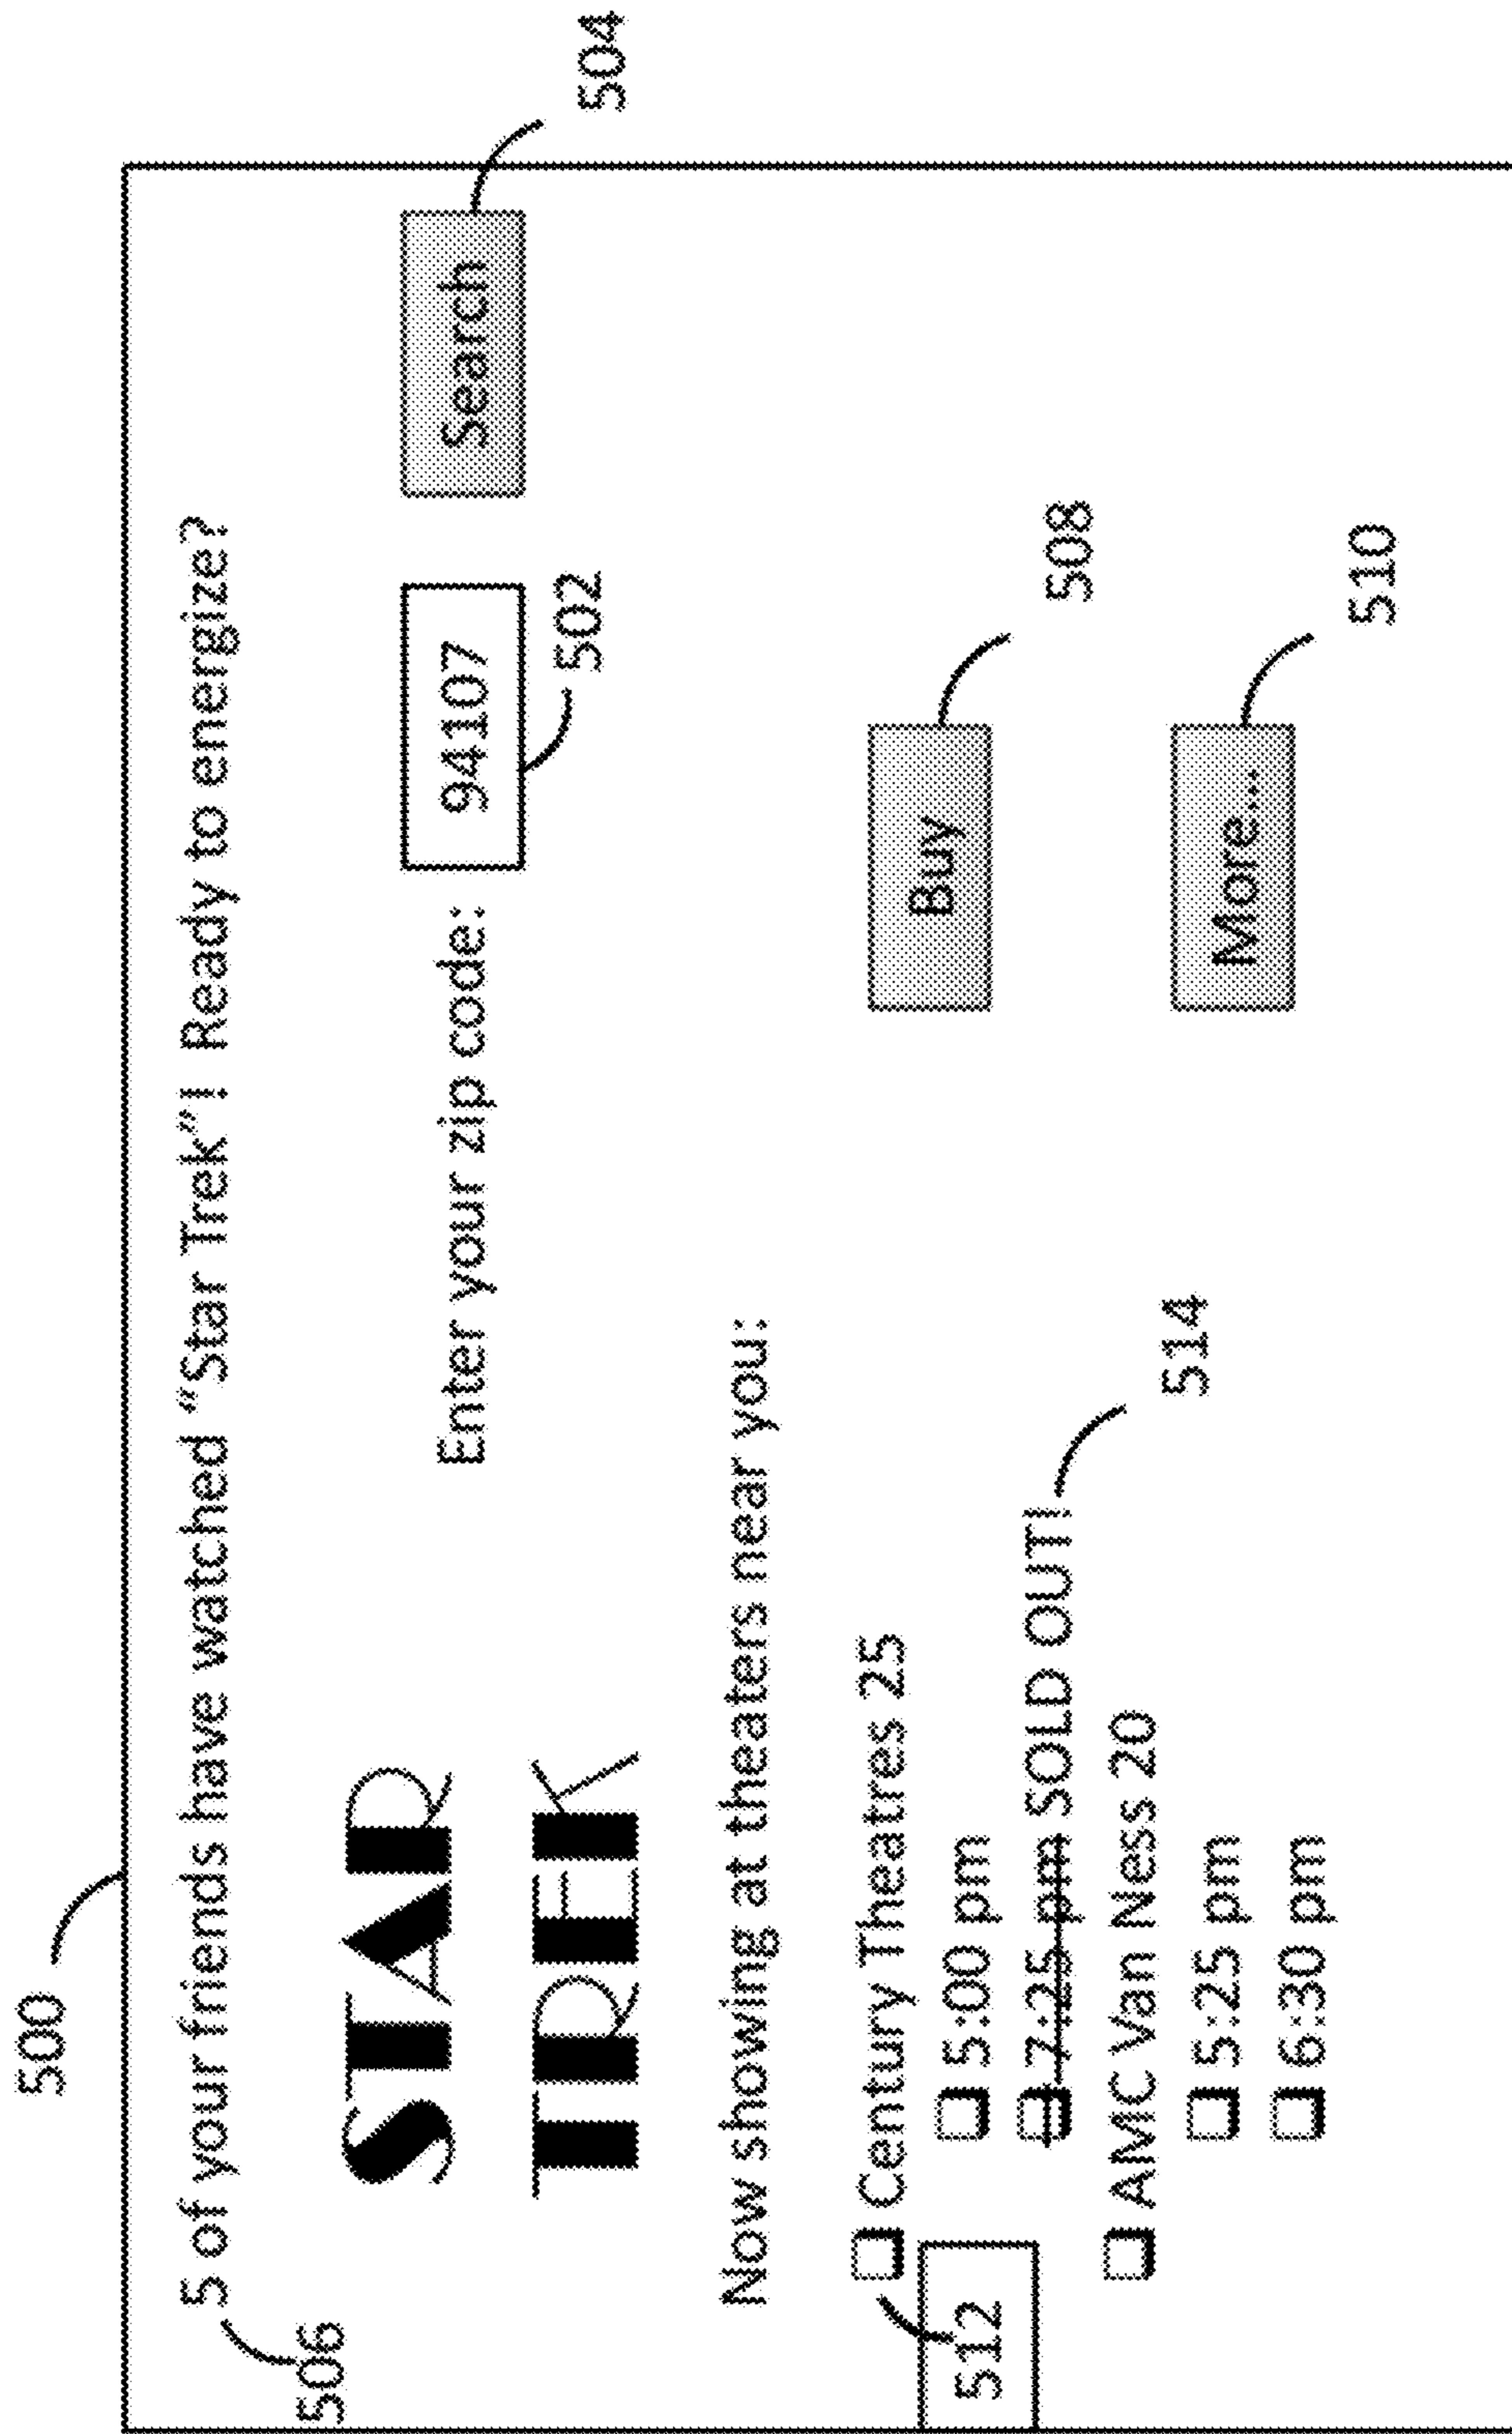 500
5 of your friends have watched “Star Trek”! Ready to energize?
506
STAR
TREK
Enter your zip code:
94107
502
Search
504
Now showing at theaters near you:
Century Theatres 25
512
5:00 pm
7:25 pm SOLD OUT!
514
AMC Van Ness 20
5:25 pm
6:30 pm
Buy
508
More...
510